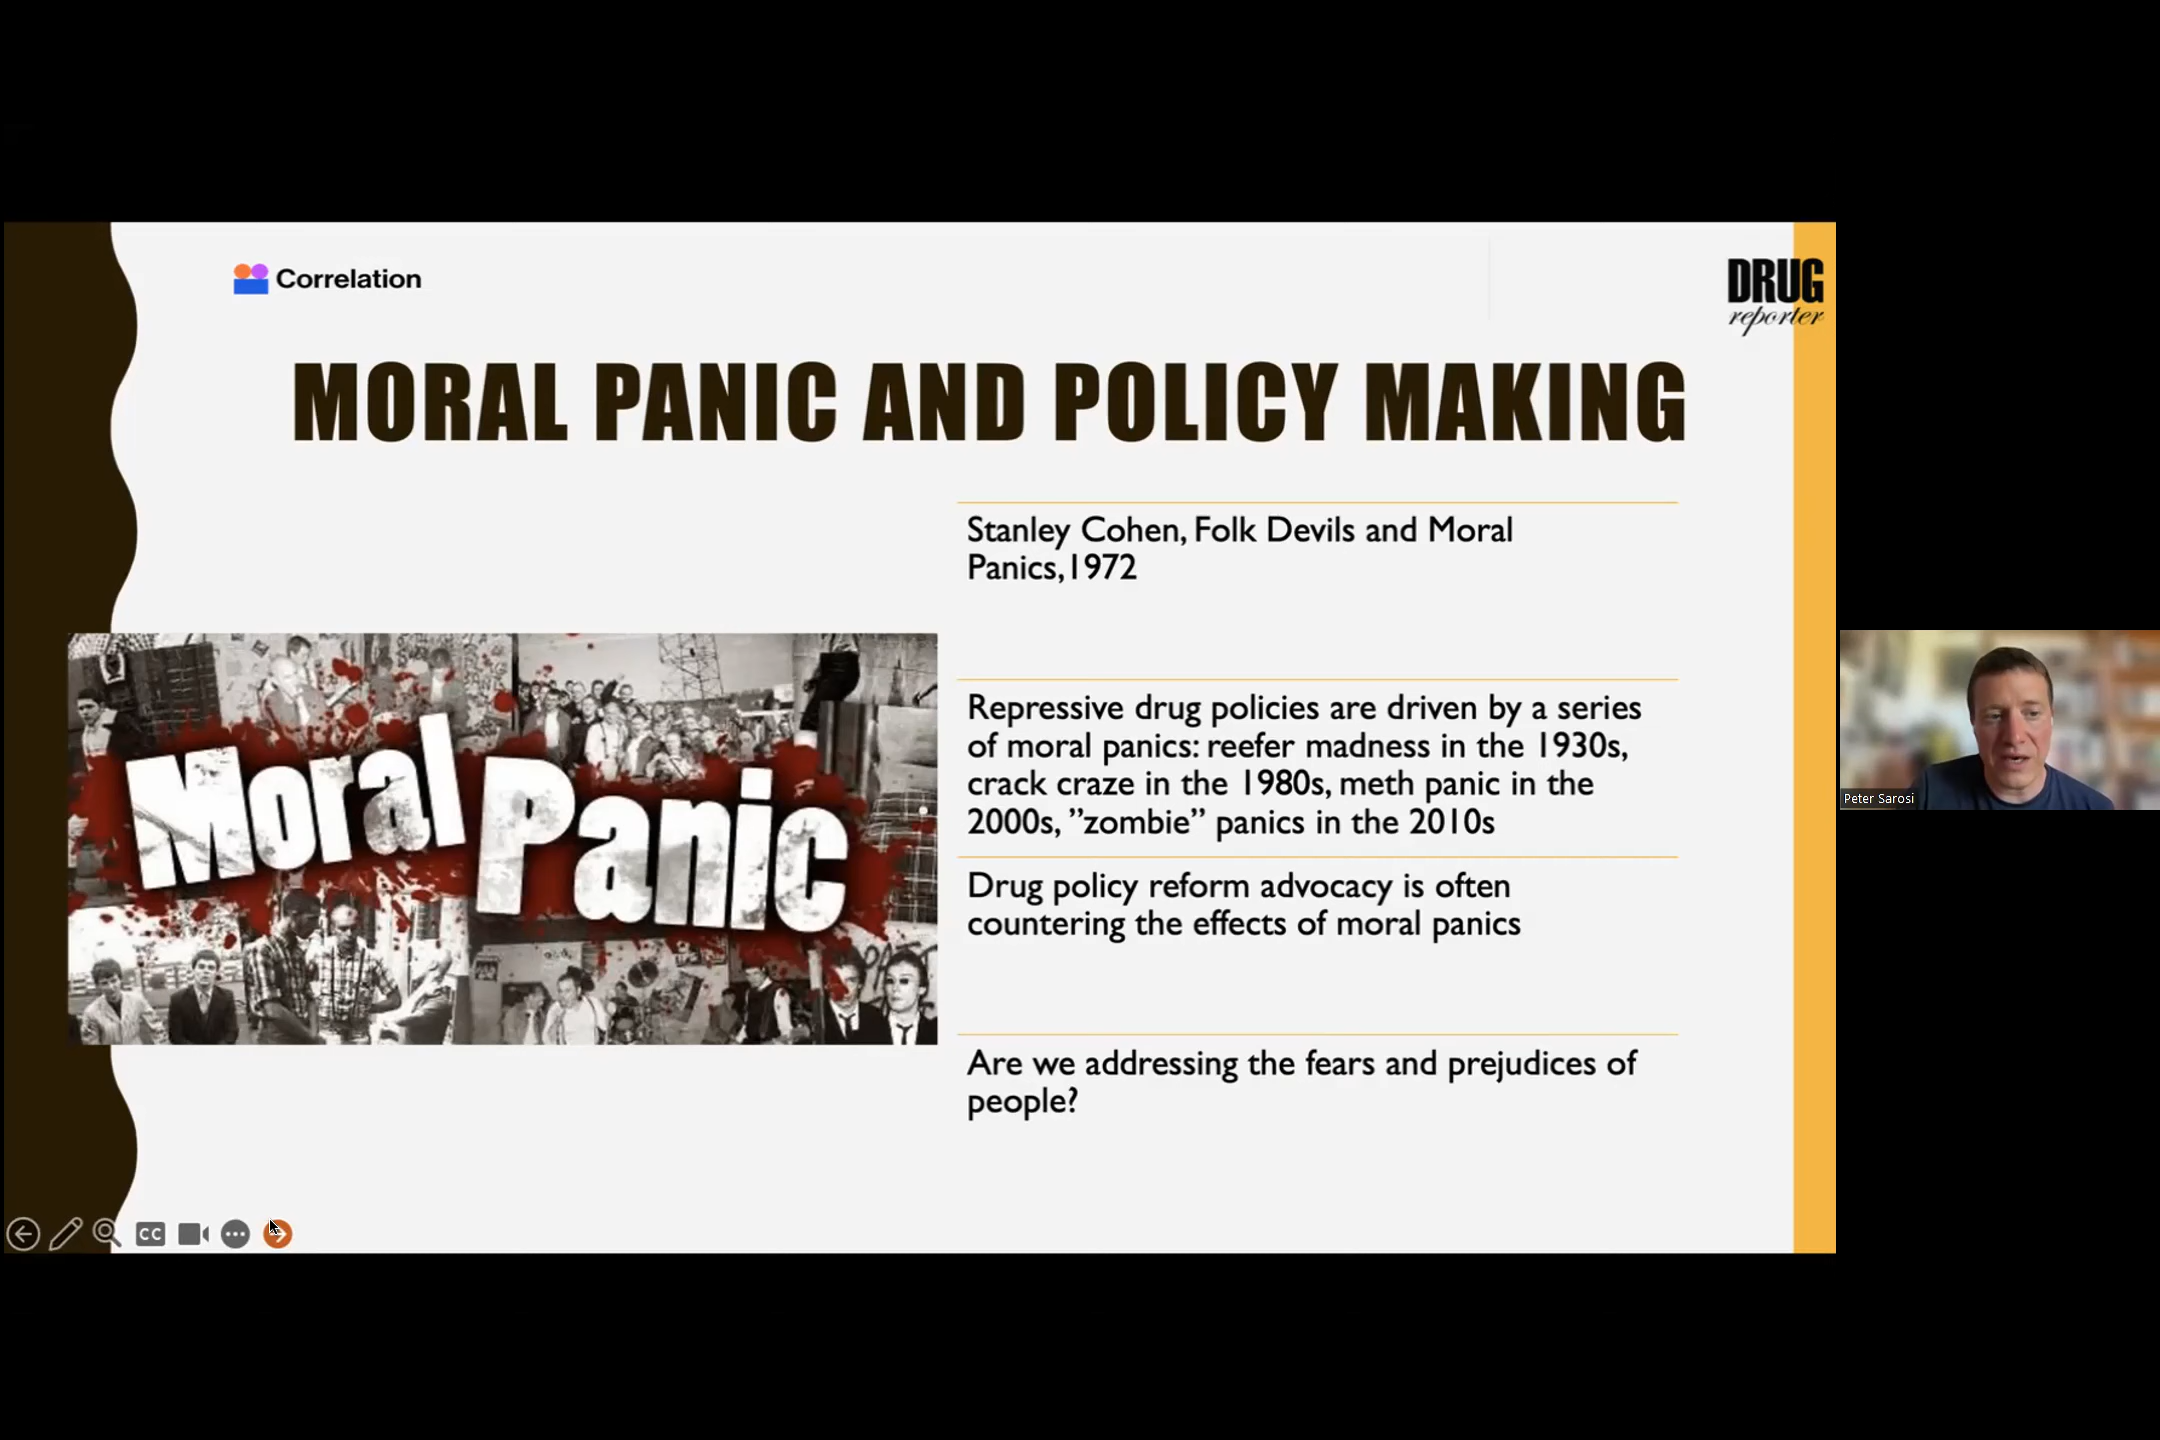 Correlation
DRUG
reporter
MORAL PANIC AND POLICY MAKING
Stanley Cohen, Folk Devils and Moral
Panics,1972
Repressive drug policies are driven by a series
of moral panics: reefer madness in the 1930s,
crack craze in the 1980s, meth panic in the
2000s, ”zombie” panics in the 2010s
Drug policy reform advocacy is often
countering the effects of moral panics
Are we addressing the fears and prejudices of
people?
Moral Panic
CC
Peter Sarosi